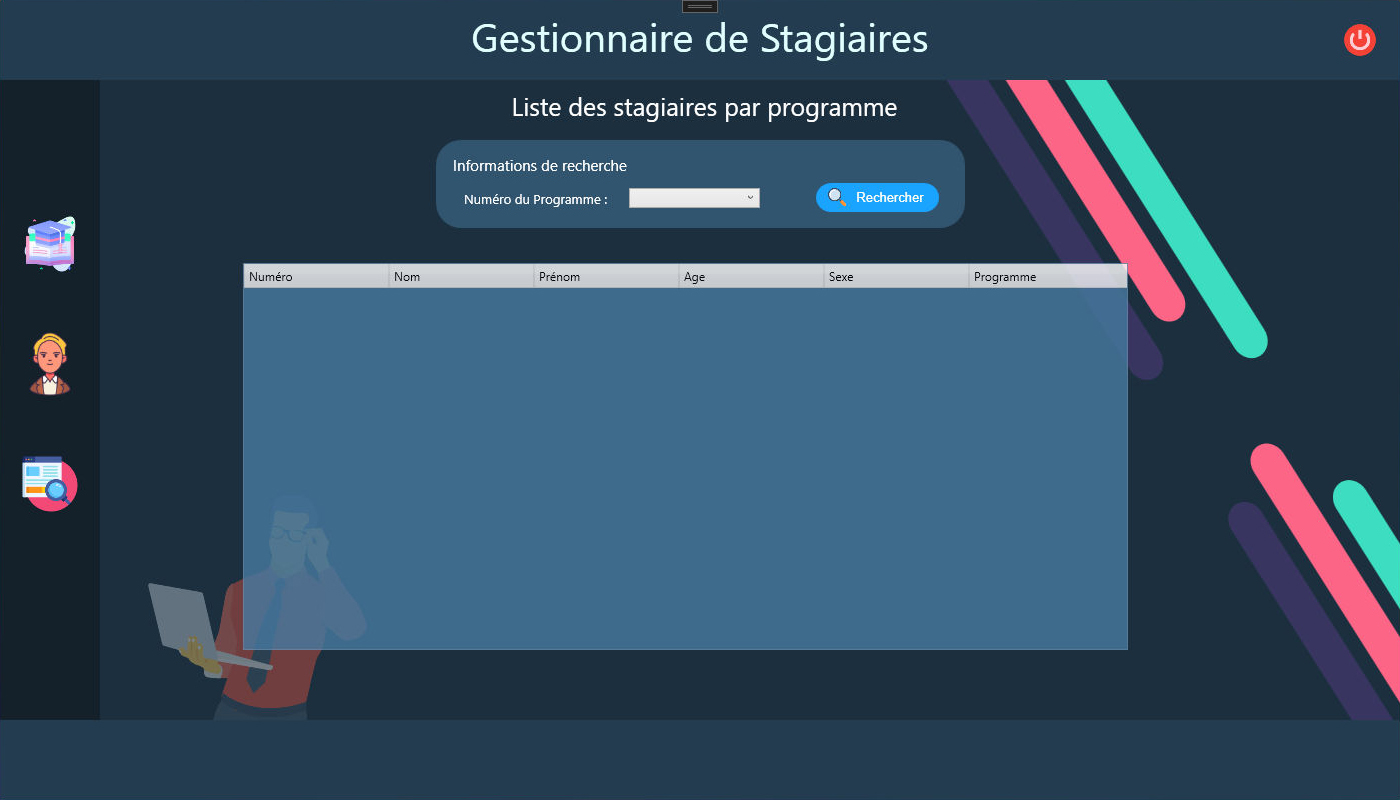 Gestionnaire de Stagiaires
Liste des stagiaires par programme
Informations de recherche
Numéro du Programme :
Rechercher
Numéro Nom Prénom Age Sexe Programme